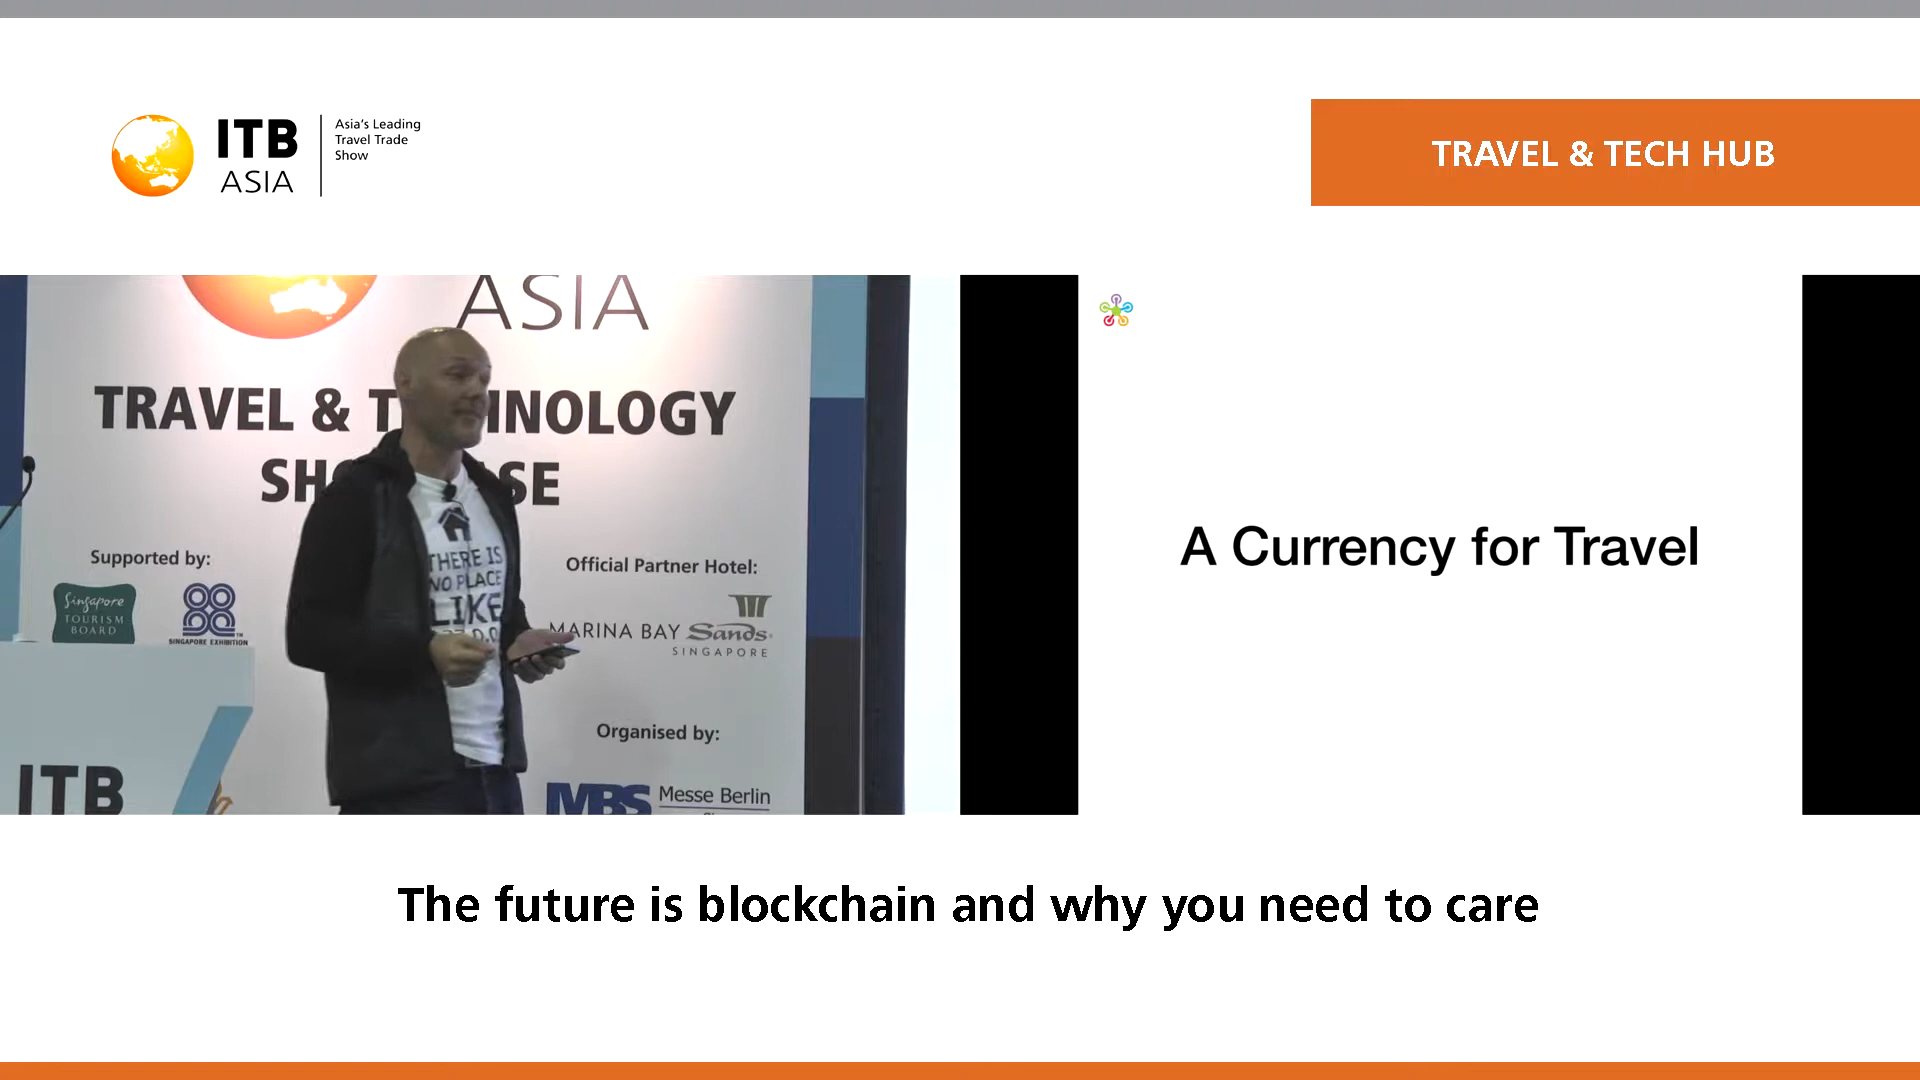 ITB
ASIA
Asia's Leading
Travel Trade
Show
TRAVEL & TECH HUB
ASIA
TRAVEL & T NOLOGY
SH SE
Supported by:
Singapore
TOURISM
BOARD
SINGAPORE EXHIBITION
Official Partner Hotel:
MARINA BAY Sands
SINGAPORE
THERE IS
NO PLACE
LIKE
Organised by:
MBS Messe Berlin
ITB
A Currency for Travel
The future is blockchain and why you need to care